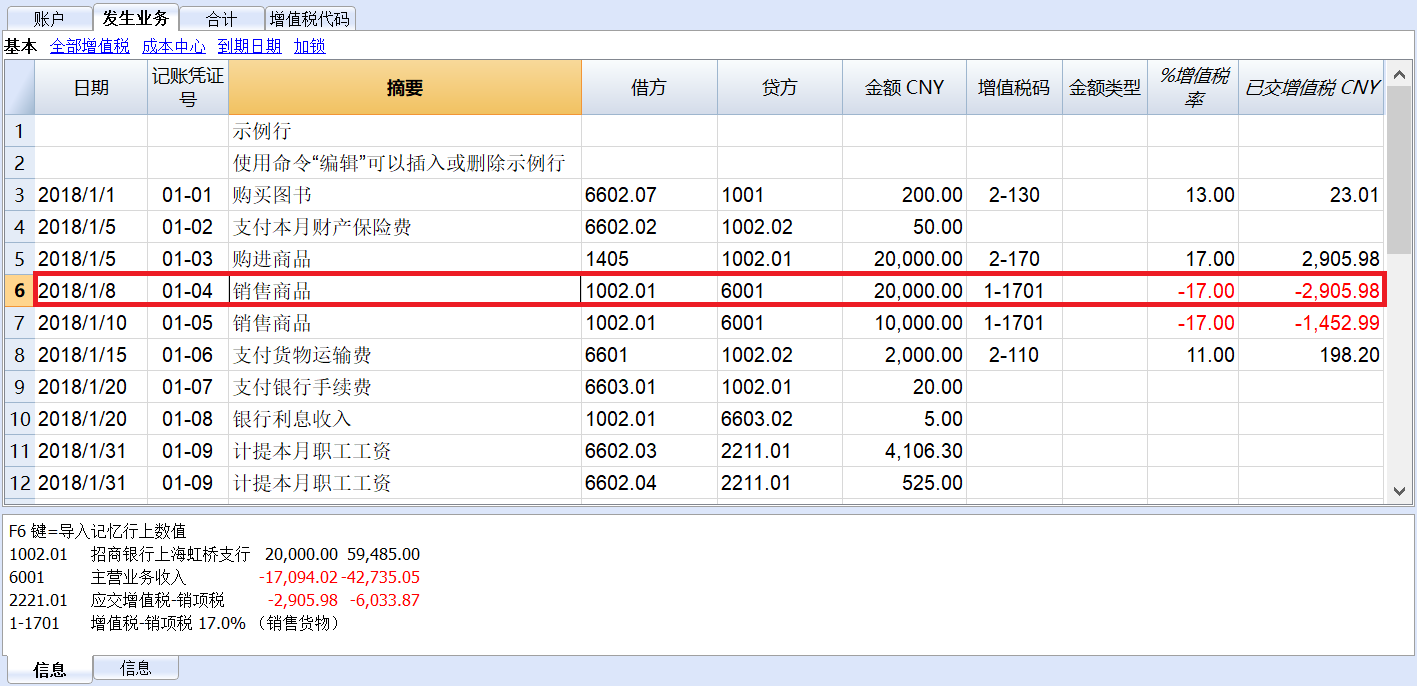 账户 发生业务 合计 增值税代码
基本 全部增值税 成本中心 到期日期 加锁
日期 记账凭证号 摘要 借方 贷方 金额 CNY 增值税码 金额类型 %增值税率 已交增值税 CNY
1 示例行
2 使用命令“编辑”可以插入或删除示例行
3 2018/1/1 01-01 购买图书 6602.07 1001 200.00 2-130 13.00 23.01
4 2018/1/5 01-02 支付本月财产保险费 6602.02 1002.02 50.00
5 2018/1/5 01-03 购进商品 1405 1002.01 20,000.00 2-170 17.00 2,905.98
6 2018/1/8 01-04 销售商品 1002.01 6001 20,000.00 1-1701 -17.00 -2,905.98
7 2018/1/10 01-05 销售商品 1002.01 6001 10,000.00 1-1701 -17.00 -1,452.99
8 2018/1/15 01-06 支付货物运输费 6601 1002.02 2,000.00 2-110 11.00 198.20
9 2018/1/20 01-07 支付银行手续费 6603.01 1002.01 20.00
10 2018/1/20 01-08 银行利息收入 1002.01 6603.02 5.00
11 2018/1/31 01-09 计提本月职工工资 6602.03 2211.01 4,106.30
12 2018/1/31 01-09 计提本月职工工资 6602.04 2211.01 525.00
F6 键=导入记忆行上数值
1002.01 招商银行上海虹桥支行 20,000.00 59,485.00
6001 主营业务收入 -17,094.02 -42,735.05
2221.01 应交增值税-销项税 -2,905.98 -6,033.87
1-1701 增值税-销项税 17.0% （销售货物）
信息 信息